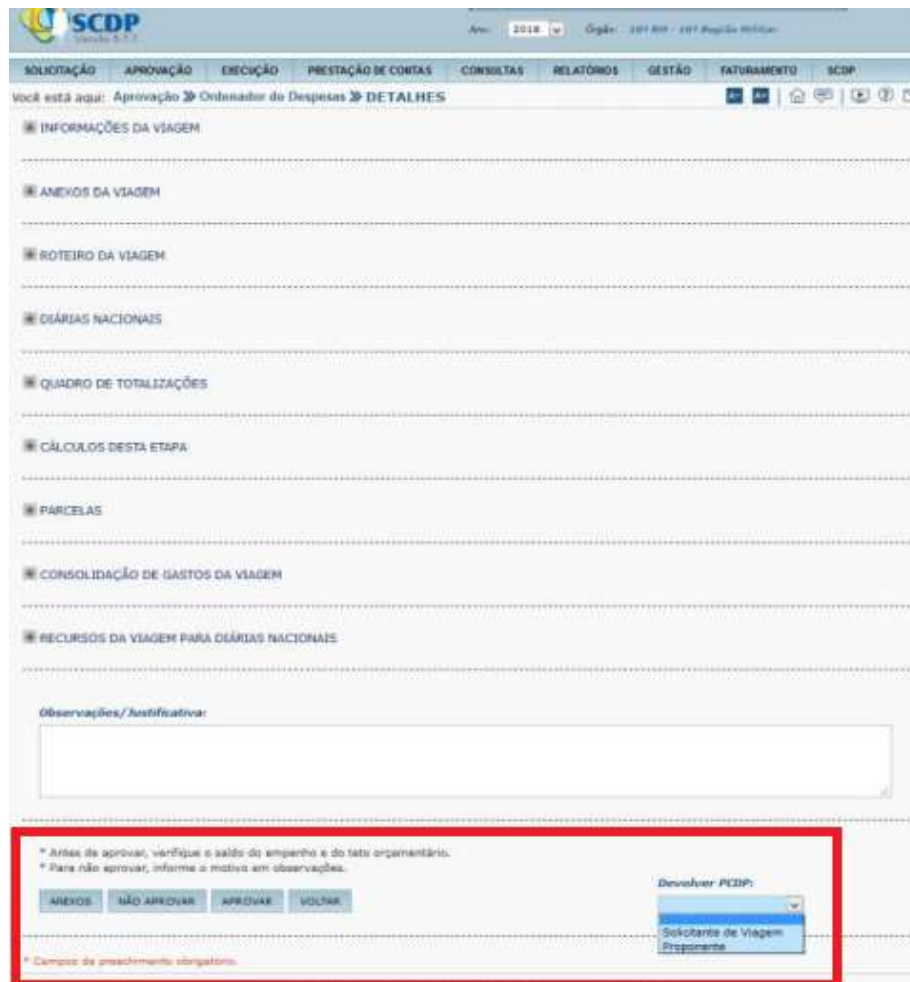 SCDP
Ano: 2018 Órgão:
SOLICITAÇÃO APROVAÇÃO EXECUÇÃO PRESTAÇÃO DE CONTAS CONSULTAS RELATÓRIOS GESTÃO FATURAMENTO SCDP
Você está aqui: Aprovação » Ordenador de Despesas » DETALHES A- A+
INFORMAÇÕES DA VIAGEM
ANEXOS DA VIAGEM
ROTEIRO DA VIAGEM
DIÁRIAS NACIONAIS
QUADRO DE TOTALIZAÇÕES
CÁLCULOS DESTA ETAPA
PARCELAS
CONSOLIDAÇÃO DE GASTOS DA VIAGEM
RECURSOS DA VIAGEM PARA DIÁRIAS NACIONAIS
Observações/Justificativa:
* Antes de aprovar, verifique o saldo do empenho e do teto orçamentário.
* Para não aprovar, informe o motivo em observações.
Devolver PCDP:
ANEXOS NÃO APROVAR APROVAR VOLTAR
Solicitante de Viagem
Proponente
* Campos de preenchimento obrigatório.